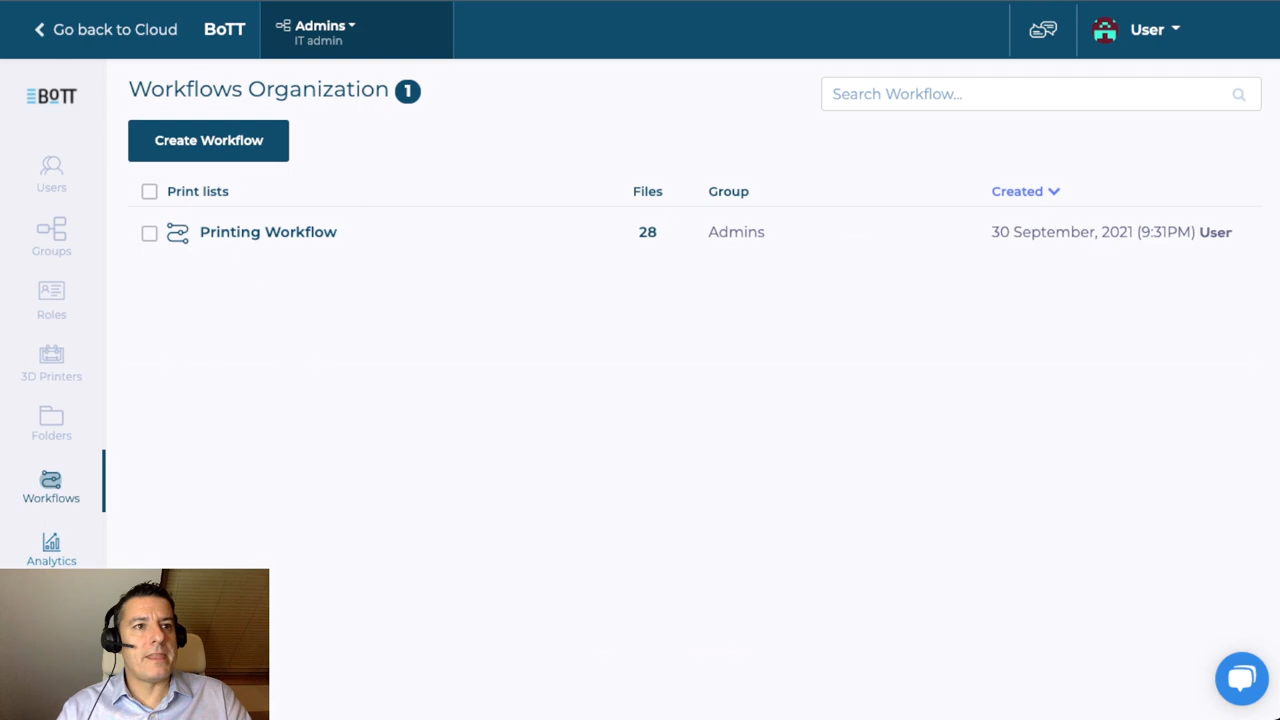 Go back to Cloud
BoTT
Admins
IT admin
User
BOTT
Users
Groups
Roles
3D Printers
Folders
Workflows
Analytics
Workflows Organization 1
Search Workflow...
Create Workflow
Print lists Files Group Created
Printing Workflow 28 Admins 30 September, 2021 (9:31PM) User